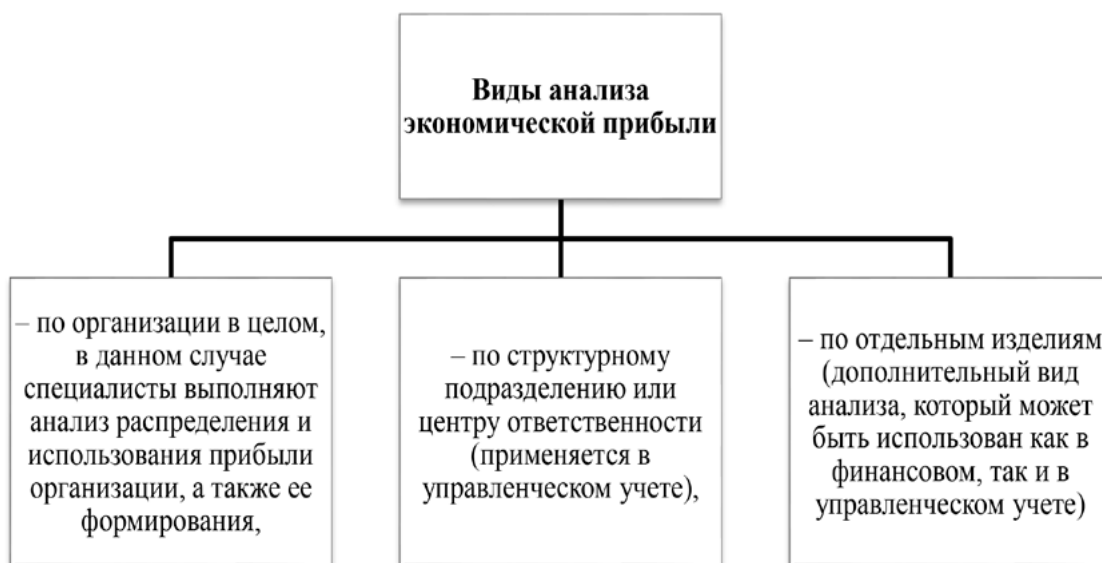 Виды анализа
экономической прибыли
– по организации в целом,
в данном случае
специалисты выполняют
анализ распределения и
использования прибыли
организации, а также ее
формирования,
– по структурному
подразделению или
центру ответственности
(применяется в
управленческом учете),
– по отдельным изделиям
(дополнительный вид
анализа, который может
быть использован как в
финансовом, так и в
управленческом учете)